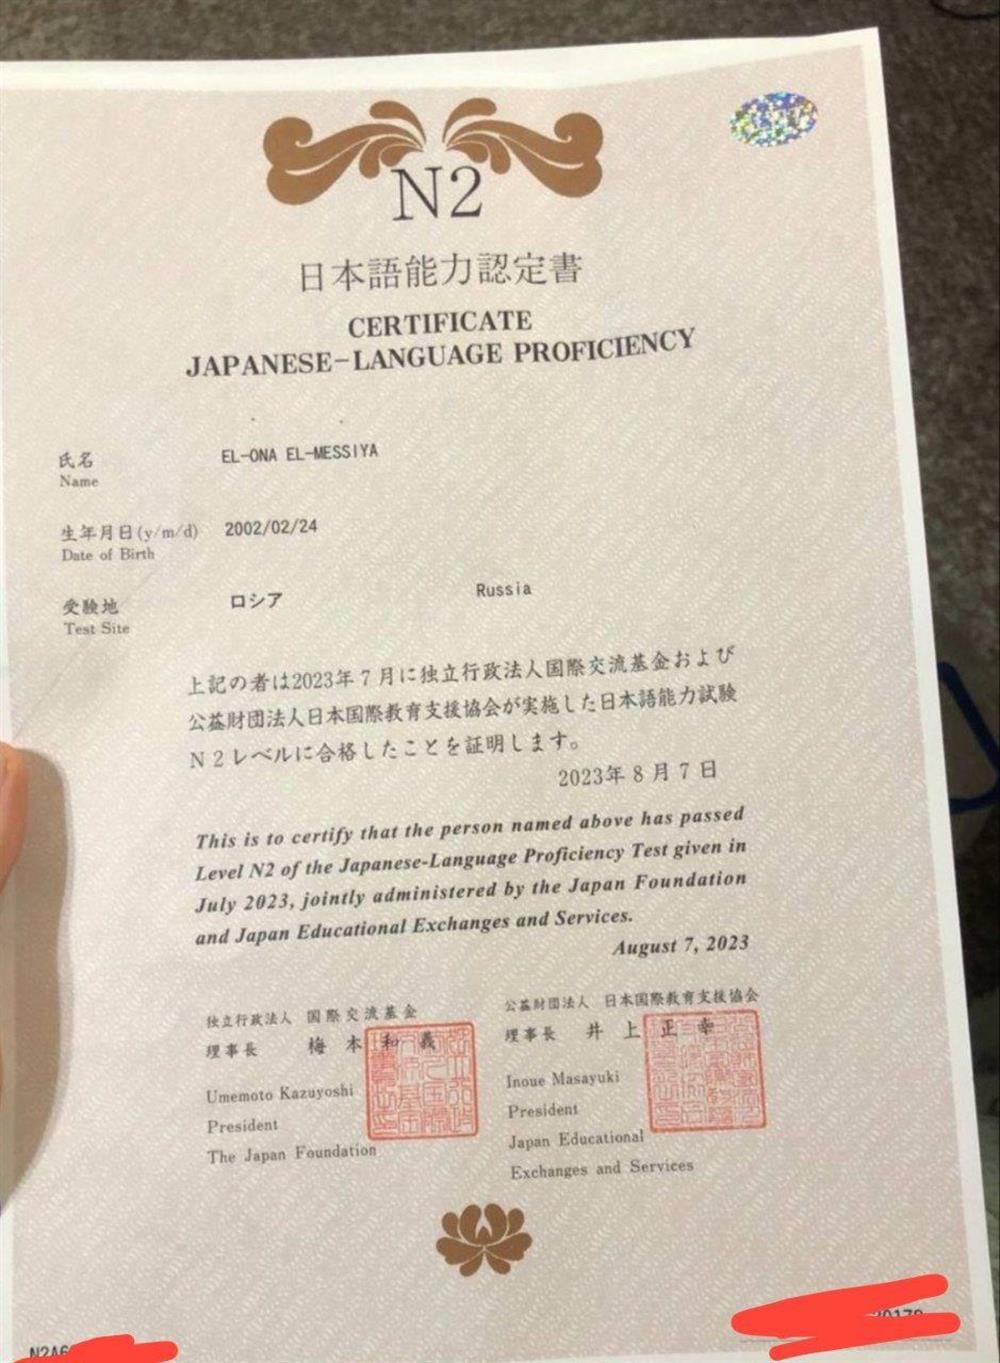 N2
日本語能力認定書
CERTIFICATE
JAPANESE-LANGUAGE PROFICIENCY
氏名 EL-ONA EL-MESSIYA
Name
生年月日(y/m/d) 2002/02/24
Date of Birth
受験地 ロシア Russia
Test Site
上記の者は2023年7月に独立行政法人国際交流基金および
公益財団法人日本国際教育支援協会が実施した日本語能力試験
N2レベルに合格したことを証明します。
2023年8月7日
This is to certify that the person named above has passed
Level N2 of the Japanese-Language Proficiency Test given in
July 2023, jointly administered by the Japan Foundation
and Japan Educational Exchanges and Services.
August 7, 2023
独立行政法人 国際交流基金
理事長 梅本和義
Umemoto Kazuyoshi
President
The Japan Foundation
公益財団法人 日本国際教育支援協会
理事長 井上正幸
Inoue Masayuki
President
Japan Educational
Exchanges and Services